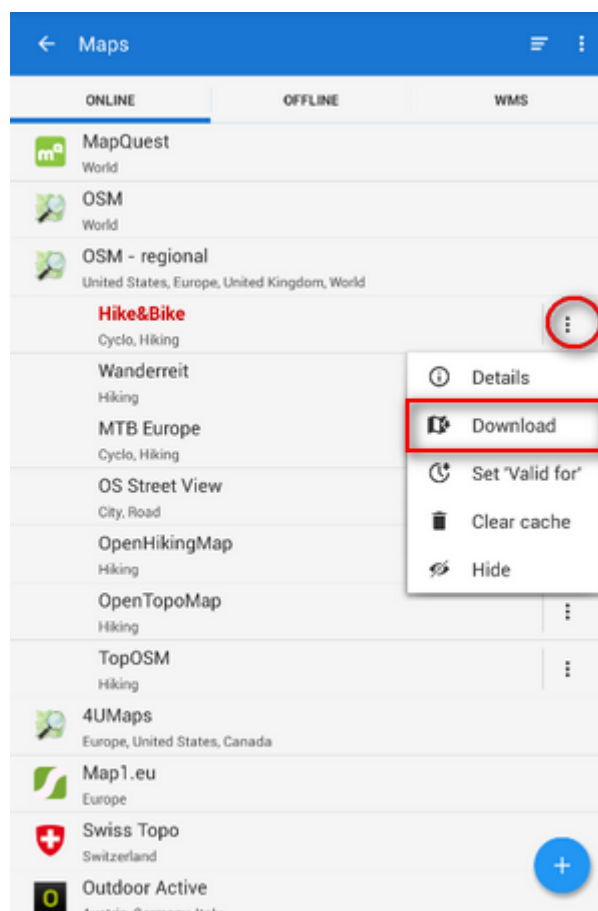 Maps
ONLINE OFFLINE WMS
MapQuest
World
OSM
World
OSM - regional
United States, Europe, United Kingdom, World
Hike&Bike
Cyclo, Hiking
Wanderreit
Hiking
MTB Europe
Cyclo, Hiking
OS Street View
City, Road
OpenHikingMap
Hiking
OpenTopoMap
Hiking
TopOSM
Hiking
Details
Download
Set 'Valid for'
Clear cache
Hide
4UMaps
Europe, United States, Canada
Map1.eu
Europe
Swiss Topo
Switzerland
Outdoor Active